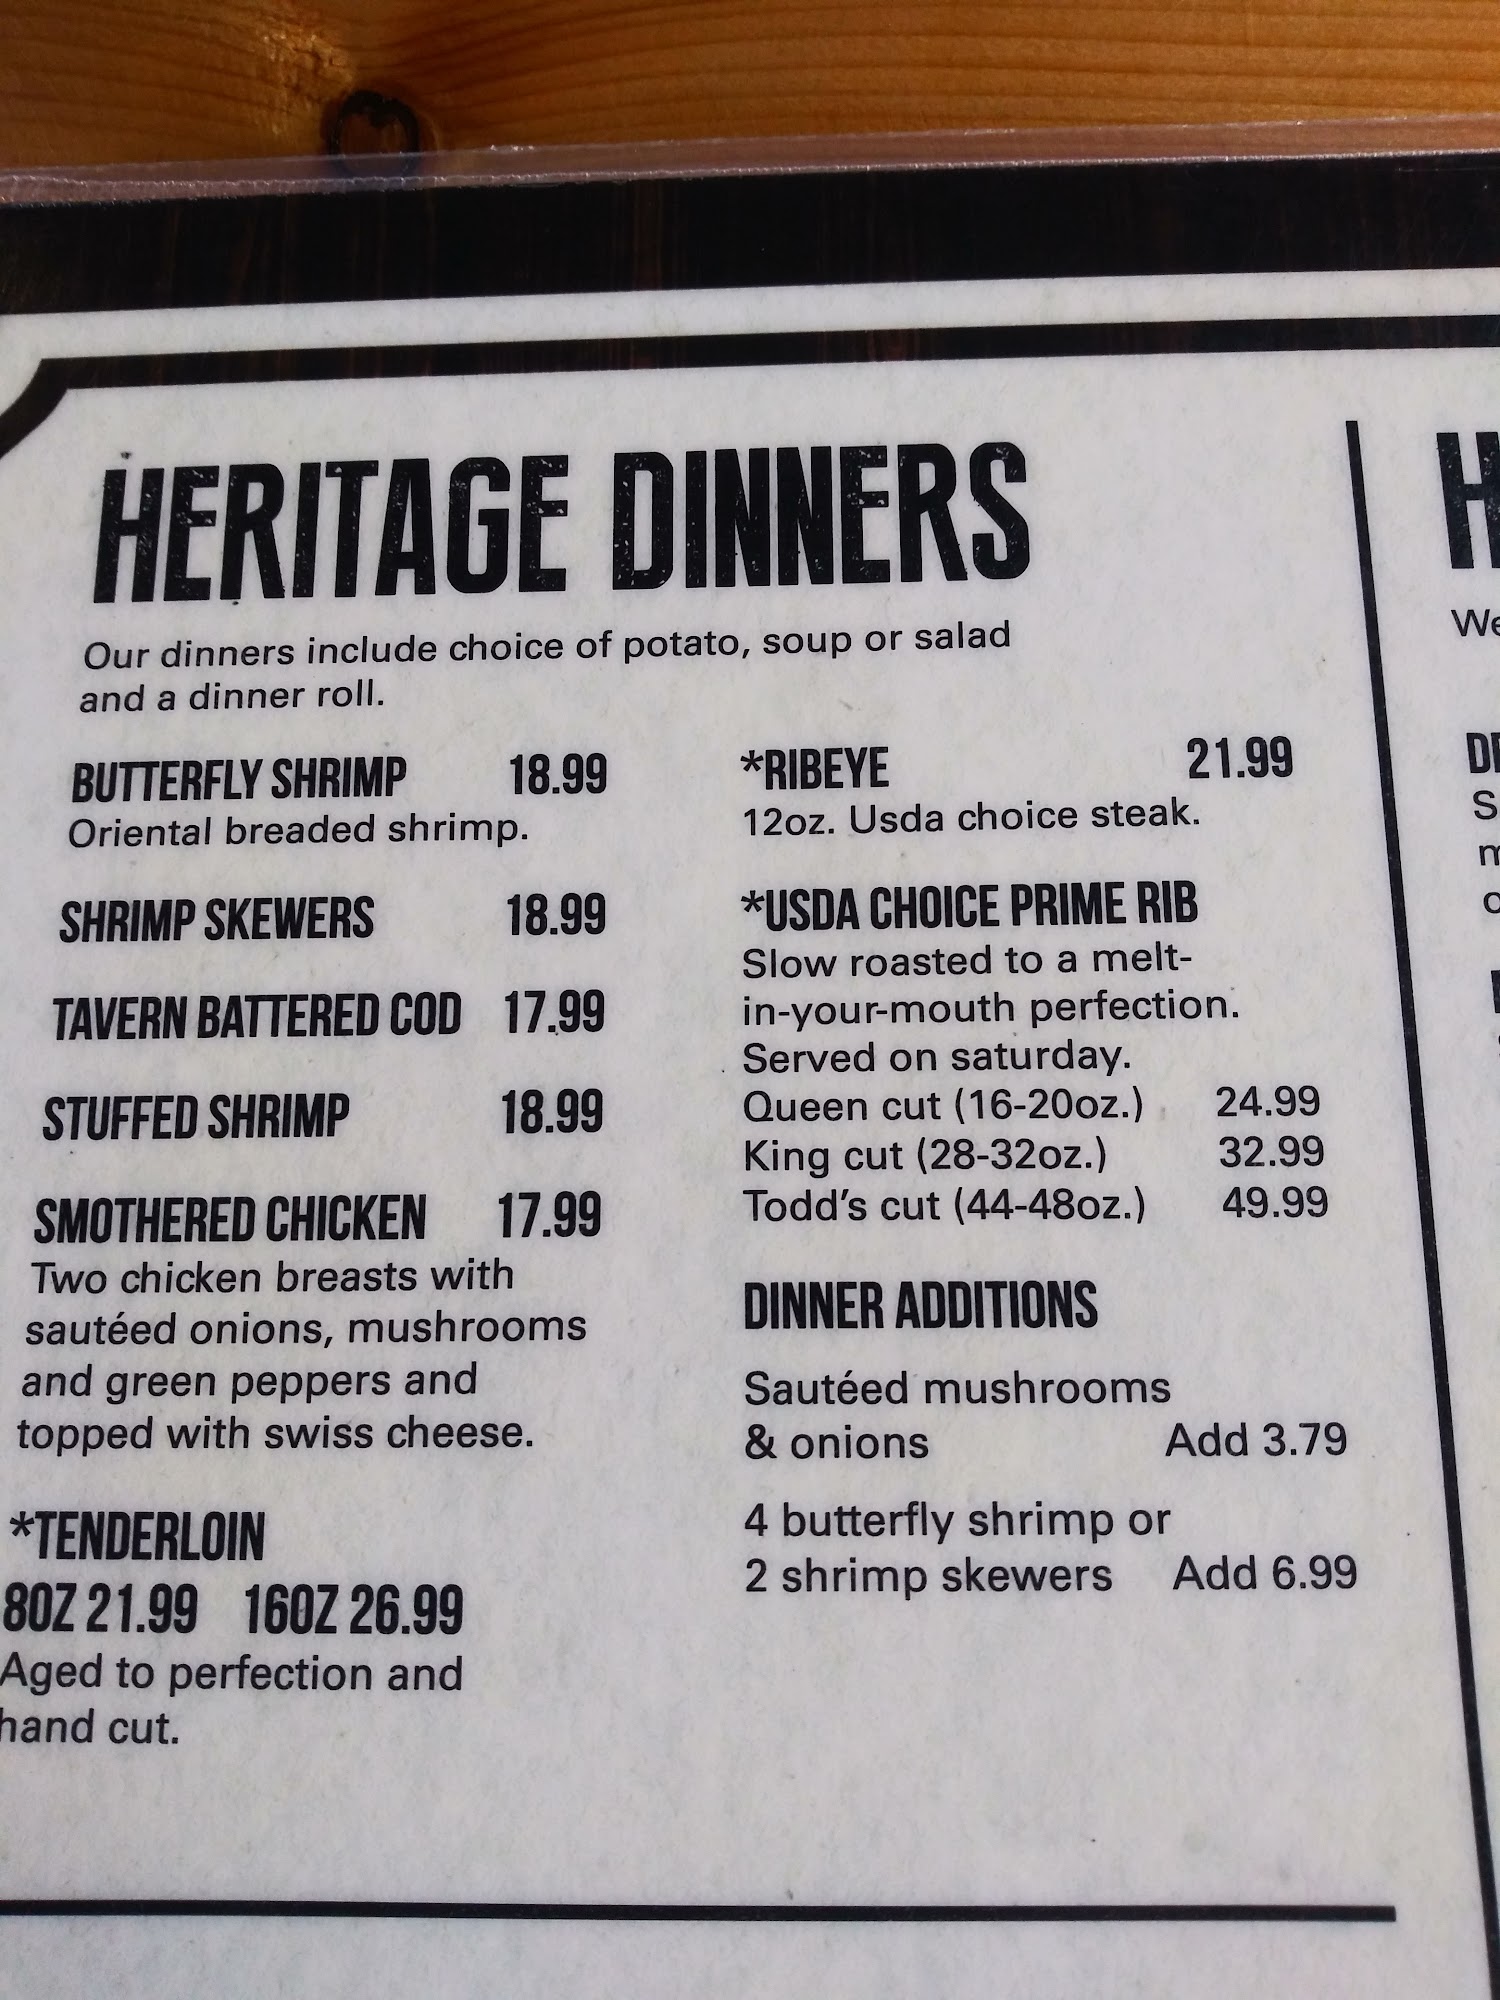 HERITAGE DINNERS
Our dinners include choice of potato, soup or salad
and a dinner roll.
BUTTERFLY SHRIMP 18.99
Oriental breaded shrimp.
SHRIMP SKEWERS 18.99
TAVERN BATTERED COD 17.99
STUFFED SHRIMP 18.99
SMOTHERED CHICKEN 17.99
Two chicken breasts with
sautéed onions, mushrooms
and green peppers and
topped with swiss cheese.
*TENDERLOIN
8OZ 21.99 16OZ 26.99
Aged to perfection and
hand cut.
*RIBEYE 21.99
12oz. Usda choice steak.
*USDA CHOICE PRIME RIB
Slow roasted to a melt-
in-your-mouth perfection.
Served on saturday.
Queen cut (16-20oz.) 24.99
King cut (28-32oz.) 32.99
Todd's cut (44-48oz.) 49.99
DINNER ADDITIONS
Sautéed mushrooms
& onions Add 3.79
4 butterfly shrimp or
2 shrimp skewers Add 6.99